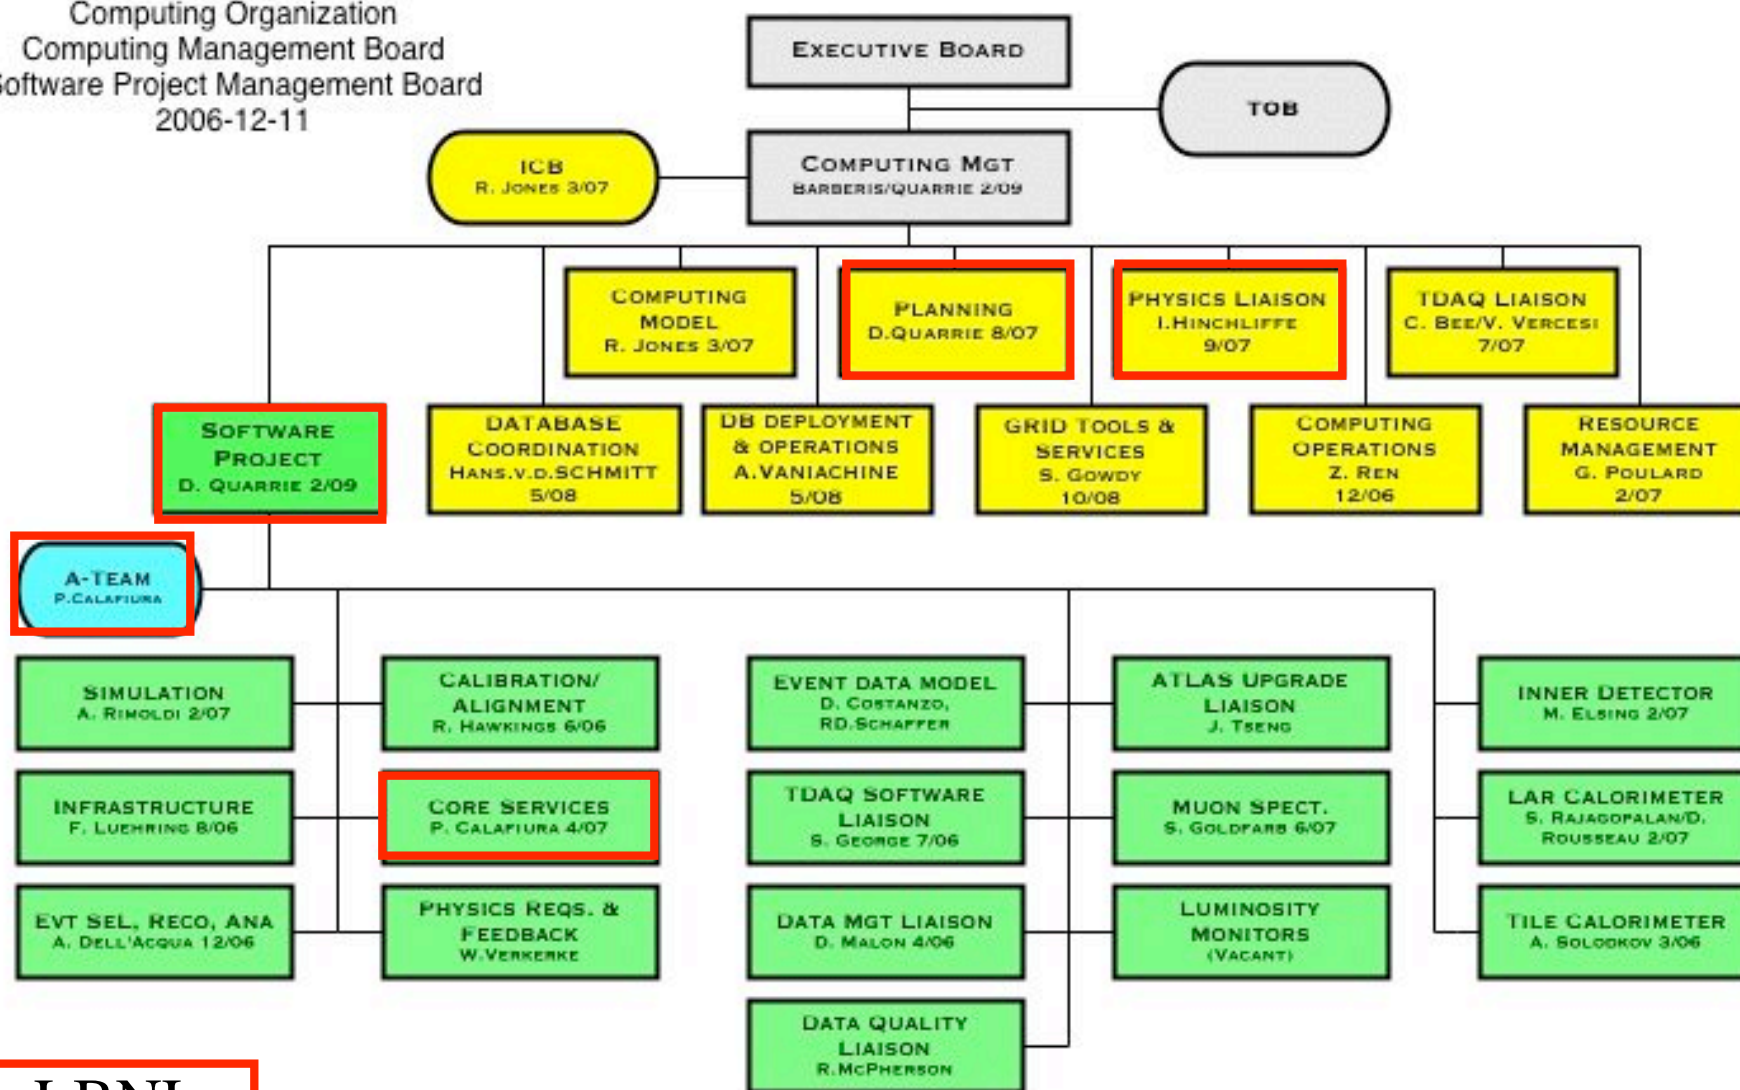 Computing Organization
Computing Management Board
Software Project Management Board
2006-12-11
EXECUTIVE BOARD
TOB
ICB
R. JONES 3/07
COMPUTING MGT
BARBERIS/QUARRIE 2/09
COMPUTING
MODEL
R. JONES 3/07
PLANNING
D.QUARRIE 8/07
PHYSICS LIAISON
I.HINCHLIFFE
9/07
TDAQ LIAISON
C. BEE/V. VERCESI
7/07
SOFTWARE
PROJECT
D. QUARRIE 2/09
DATABASE
COORDINATION
HANS.V.D.SCHMITT
5/08
DB DEPLOYMENT
& OPERATIONS
A.VANIACHINE
5/08
GRID TOOLS &
SERVICES
S. GOWDY
10/08
COMPUTING
OPERATIONS
Z. REN
12/06
RESOURCE
MANAGEMENT
G. POULARD
2/07
A-TEAM
P.CALAFIURA
SIMULATION
A. RIMOLDI 2/07
CALIBRATION/
ALIGNMENT
R. HAWKINGS 6/06
EVENT DATA MODEL
D. COSTANZO,
RD.SCHAFFER
ATLAS UPGRADE
LIAISON
J. TSENG
INNER DETECTOR
M. ELSING 2/07
INFRASTRUCTURE
F. LUEHRING 8/06
CORE SERVICES
P. CALAFIURA 4/07
TDAQ SOFTWARE
LIAISON
S. GEORGE 7/06
MUON SPECT.
S. GOLDFARB 6/07
LAR CALORIMETER
S. RAJAGOPALAN/D.
ROUSSEAU 2/07
EVT SEL, RECO, ANA
A. DELL'ACQUA 12/06
PHYSICS REQS. &
FEEDBACK
W.VERKERKE
DATA MGT LIAISON
D. MALON 4/06
LUMINOSITY
MONITORS
(VACANT)
TILE CALORIMETER
A. SOLODKOV 3/06
DATA QUALITY
LIAISON
R.MCPHERSON
LBNL